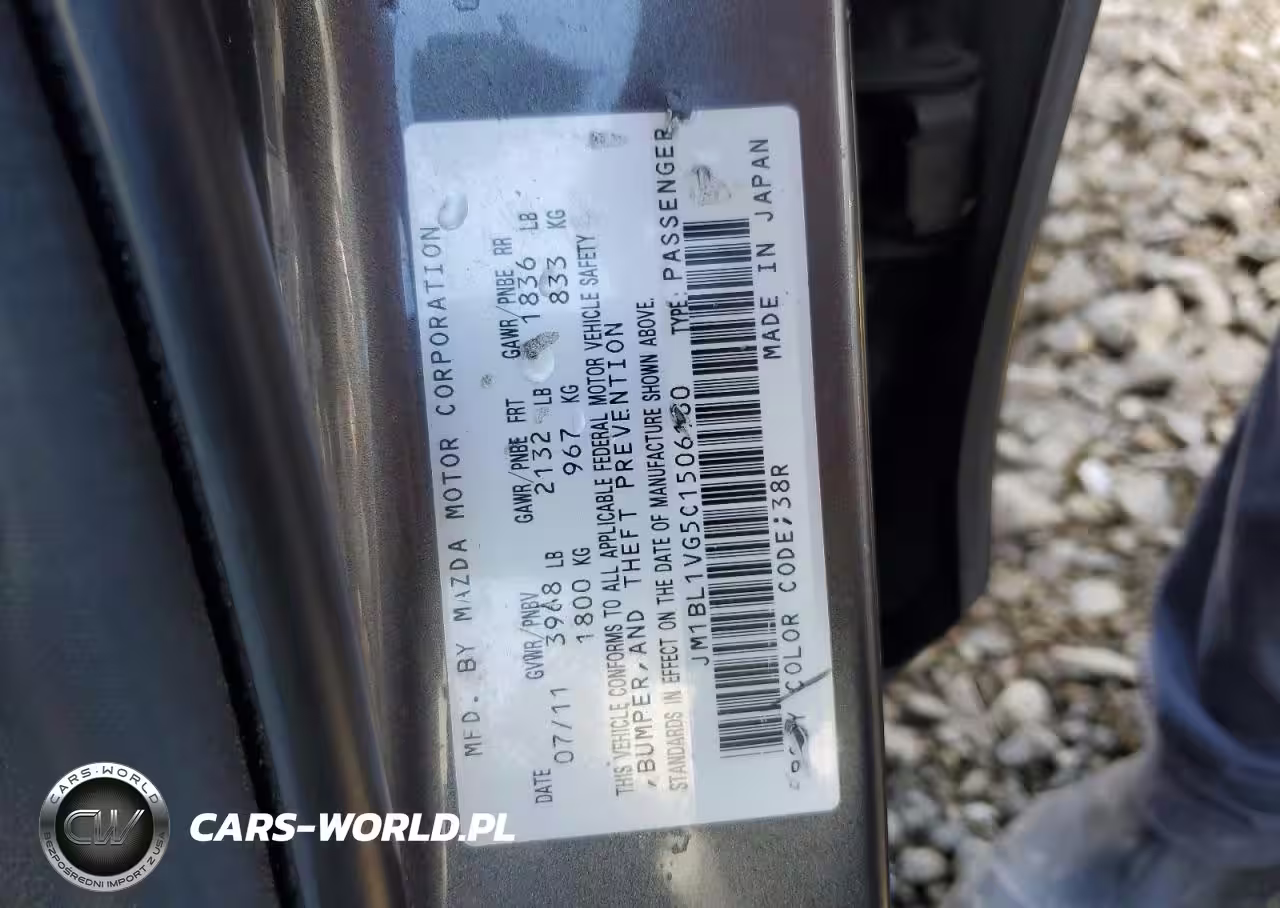 MFD. BY MAZDA MOTOR CORPORATION
DATE GVWR/PNBV GAWR/PNBE FRT GAWR/PNBE RR
07/11 3968 LB 2132 LB 1836 LB
1800 KG 967 KG 833 KG
THIS VEHICLE CONFORMS TO ALL APPLICABLE FEDERAL MOTOR VEHICLE SAFETY
,BUMPER,AND THEFT PREVENTION
STANDARDS IN EFFECT ON THE DATE OF MANUFACTURE SHOWN ABOVE.
TYPE: PASSENGER
COLOR CODE;38R MADE IN JAPAN
CARS-WORLD
CW
BEZPOŚREDNI IMPORT Z USA
CARS-WORLD.PL